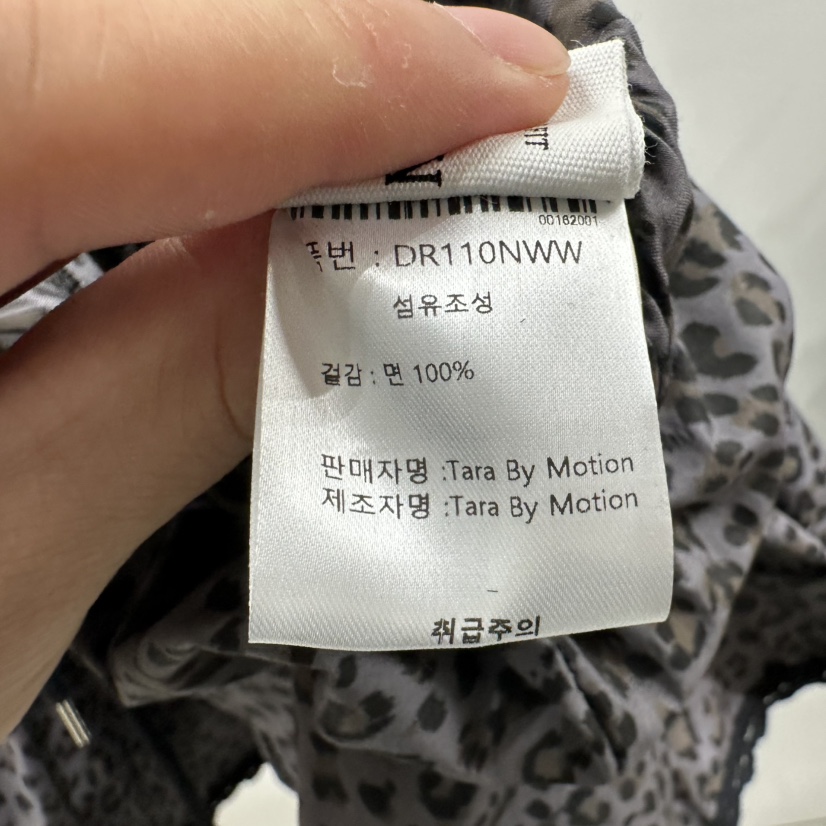 00162001
품번 : DR110NWW
섬유조성
겉감 : 면 100%
판매자명 :Tara By Motion
제조자명 :Tara By Motion
취급주의